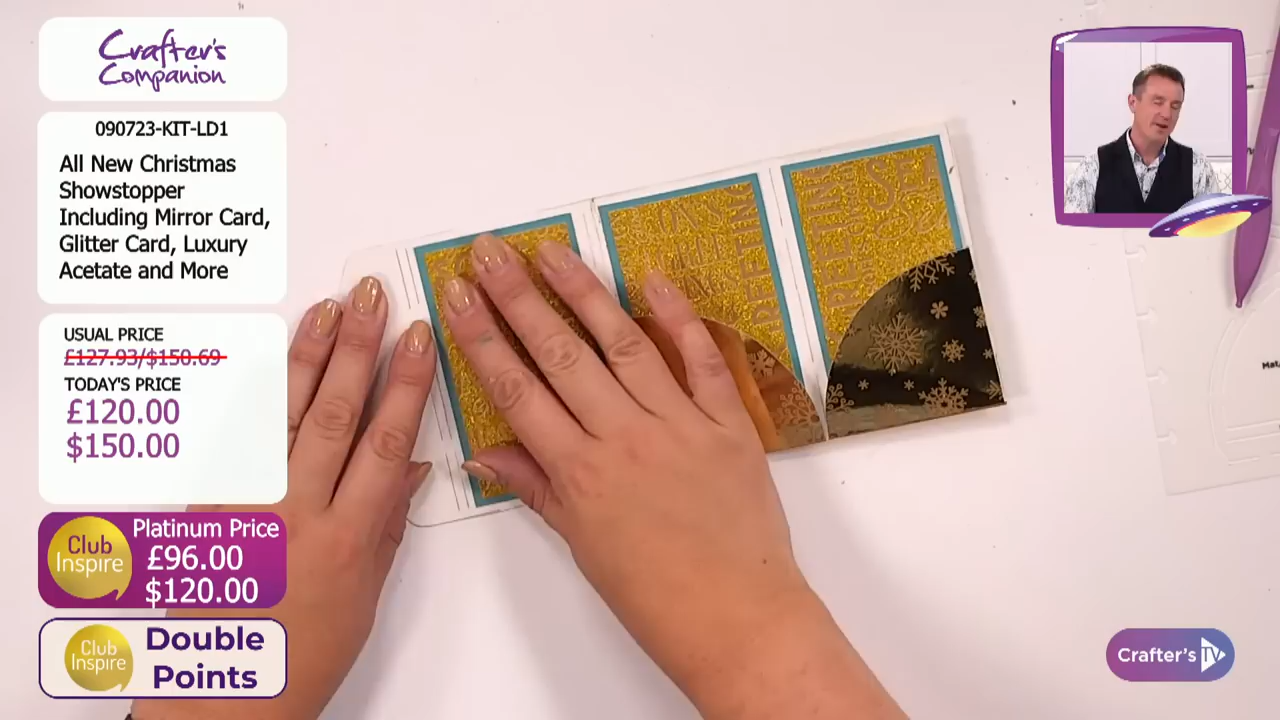 Crafter's
Companion
090723-KIT-LD1
All New Christmas
Showstopper
Including Mirror Card,
Glitter Card, Luxury
Acetate and More
USUAL PRICE
£127.93/$150.69
TODAY'S PRICE
£120.00
$150.00
Club
Inspire
Platinum Price
£96.00
$120.00
Club
Inspire
Double
Points
GREETIN
Crafter's TV